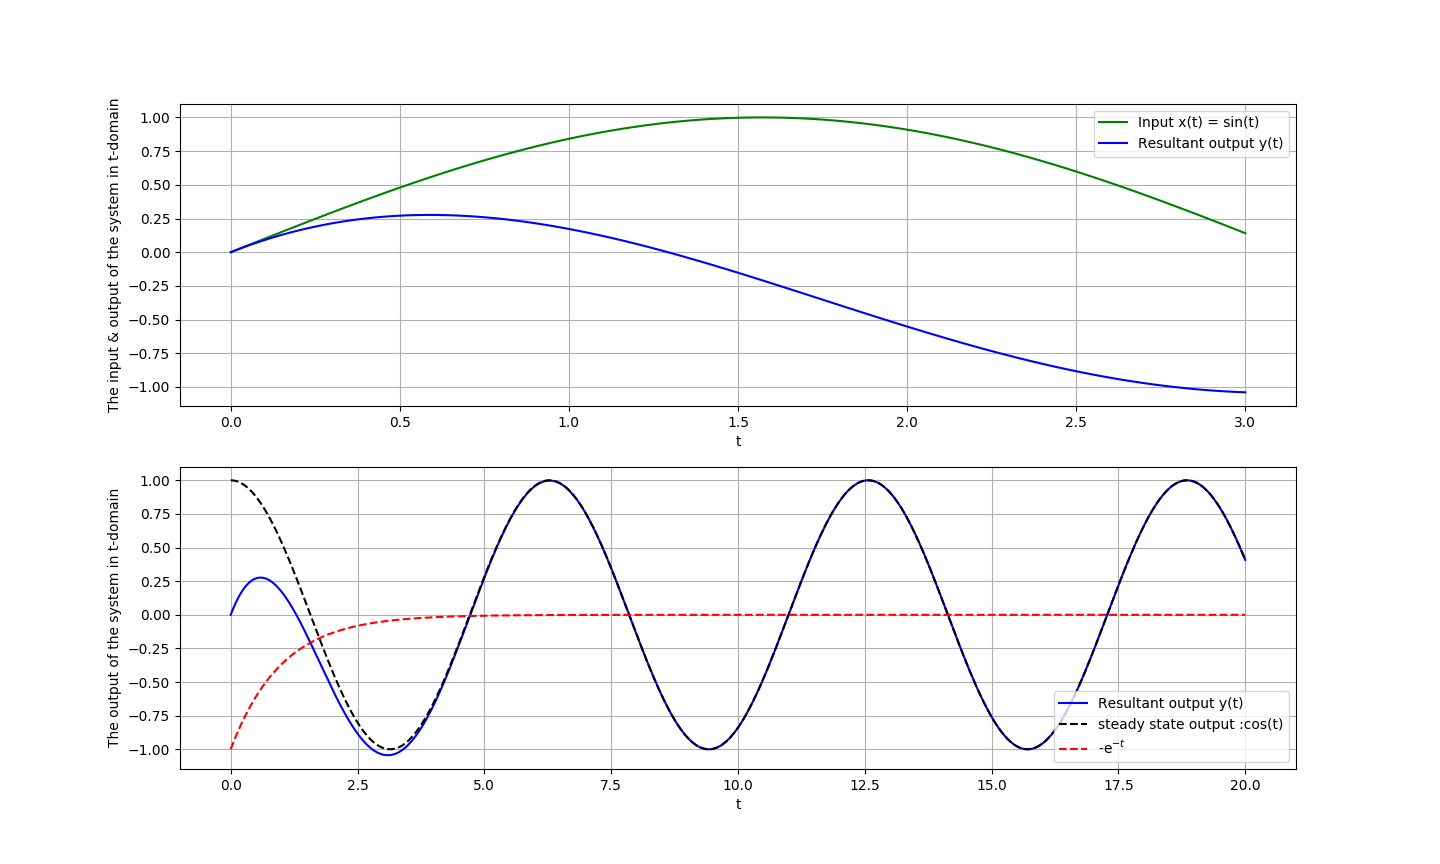 The input & output of the system in t-domain
1.00
0.75
0.50
0.25
0.00
−0.25
−0.50
−0.75
−1.00
Input x(t) = sin(t)
Resultant output y(t)
0.0 0.5 1.0 1.5 2.0 2.5 3.0
t
The output of the system in t-domain
1.00
0.75
0.50
0.25
0.00
−0.25
−0.50
−0.75
−1.00
Resultant output y(t)
steady state output :cos(t)
-e⁻ᵗ
0.0 2.5 5.0 7.5 10.0 12.5 15.0 17.5 20.0
t